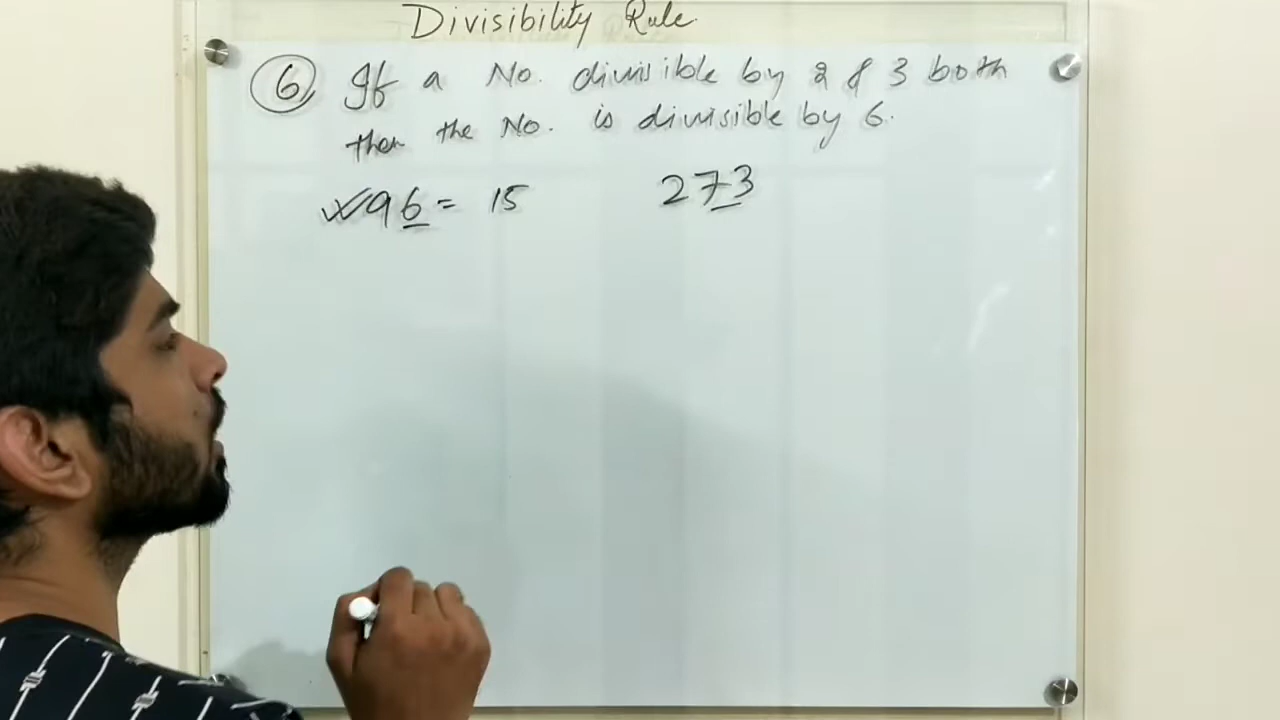 Divisibility Rule
6 If a No. divisible by 2 & 3 both
then the No. is divisible by 6.
96 = 15 273